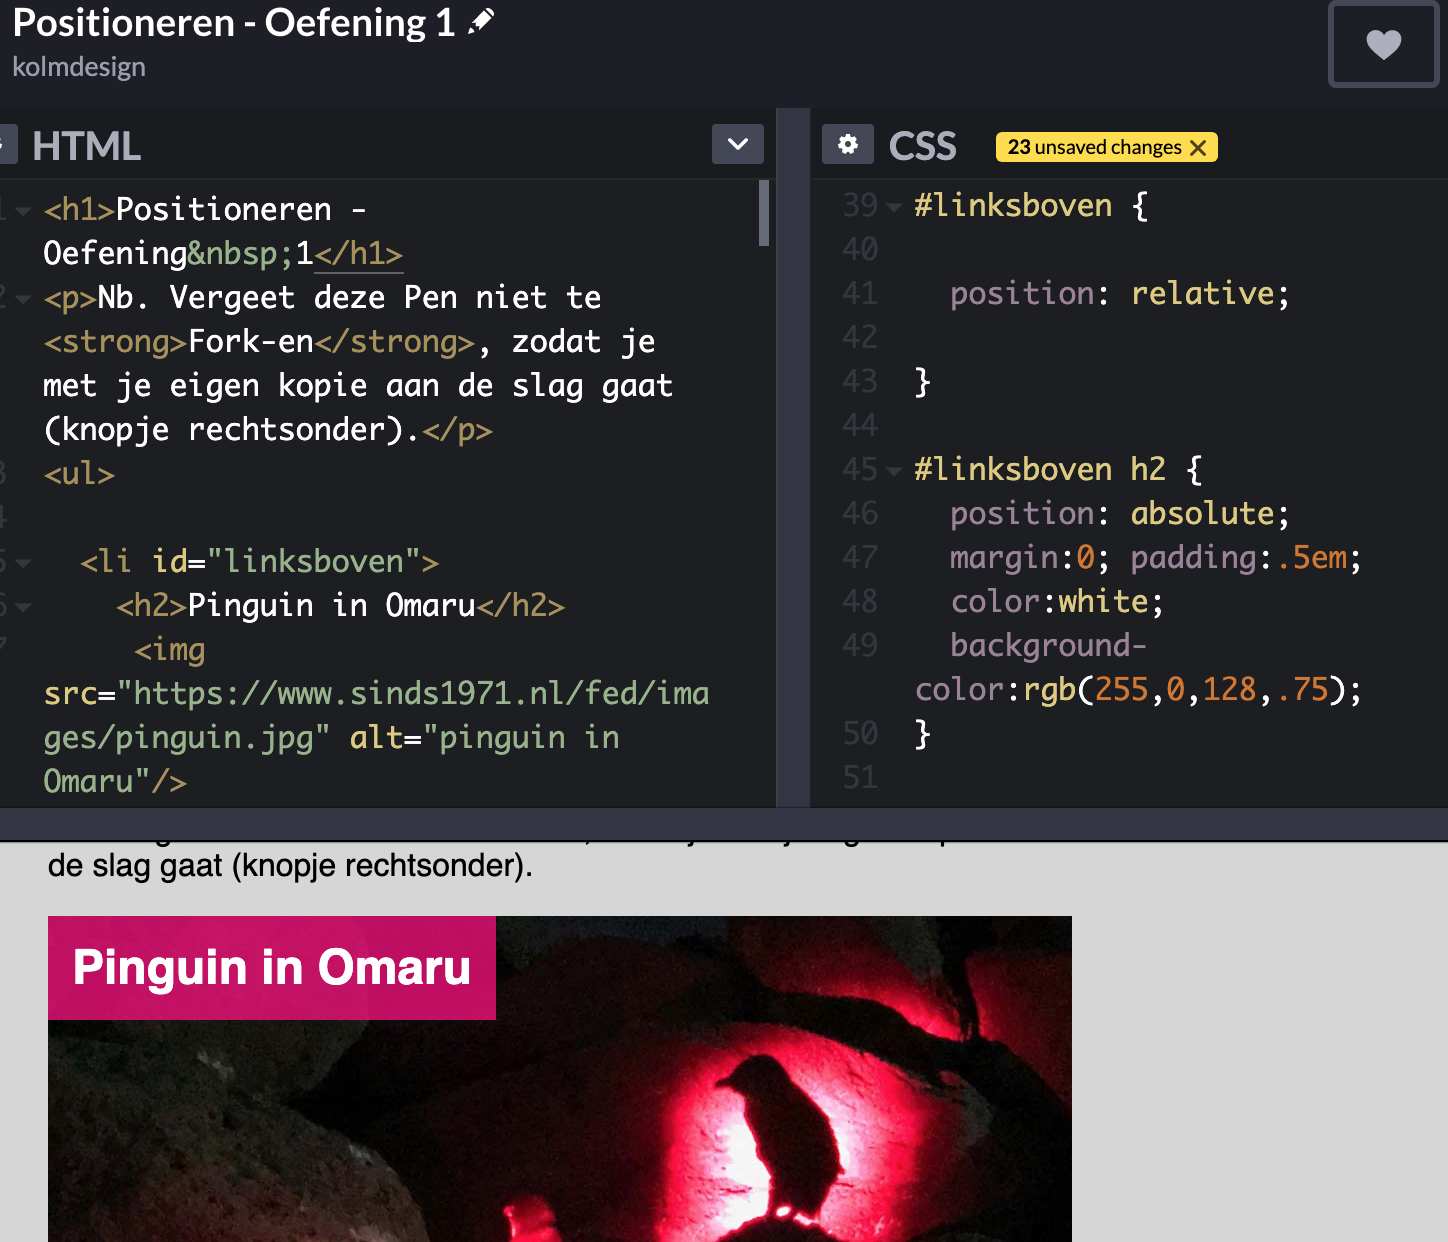 Positioneren - Oefening 1
kolmdesign
HTML
<h1>Positioneren -
Oefening&nbsp;1</h1>
<p>Nb. Vergeet deze Pen niet te
<strong>Fork-en</strong>, zodat je
met je eigen kopie aan de slag gaat
(knopje rechtsonder).</p>
<ul>
<li id="linksboven">
<h2>Pinguin in Omaru</h2>
<img
src="https://www.sinds1971.nl/fed/ima
ges/pinguin.jpg" alt="pinguin in
Omaru"/>
CSS 23 unsaved changes
39 #linksboven {
40
41 position: relative;
42
43 }
44
45 #linksboven h2 {
46 position: absolute;
47 margin:0; padding:.5em;
48 color:white;
49 background-
color:rgb(255,0,128,.75);
50 }
51
de slag gaat (knopje rechtsonder).
Pinguin in Omaru